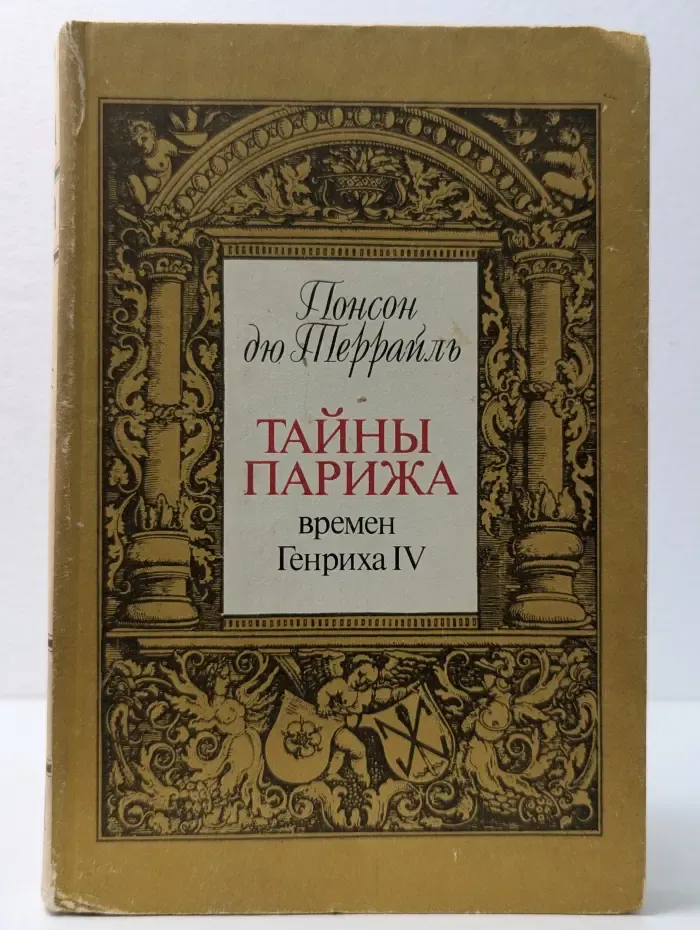 Понсон
дю Террайль
ТАЙНЫ
ПАРИЖА
времен
Генриха IV